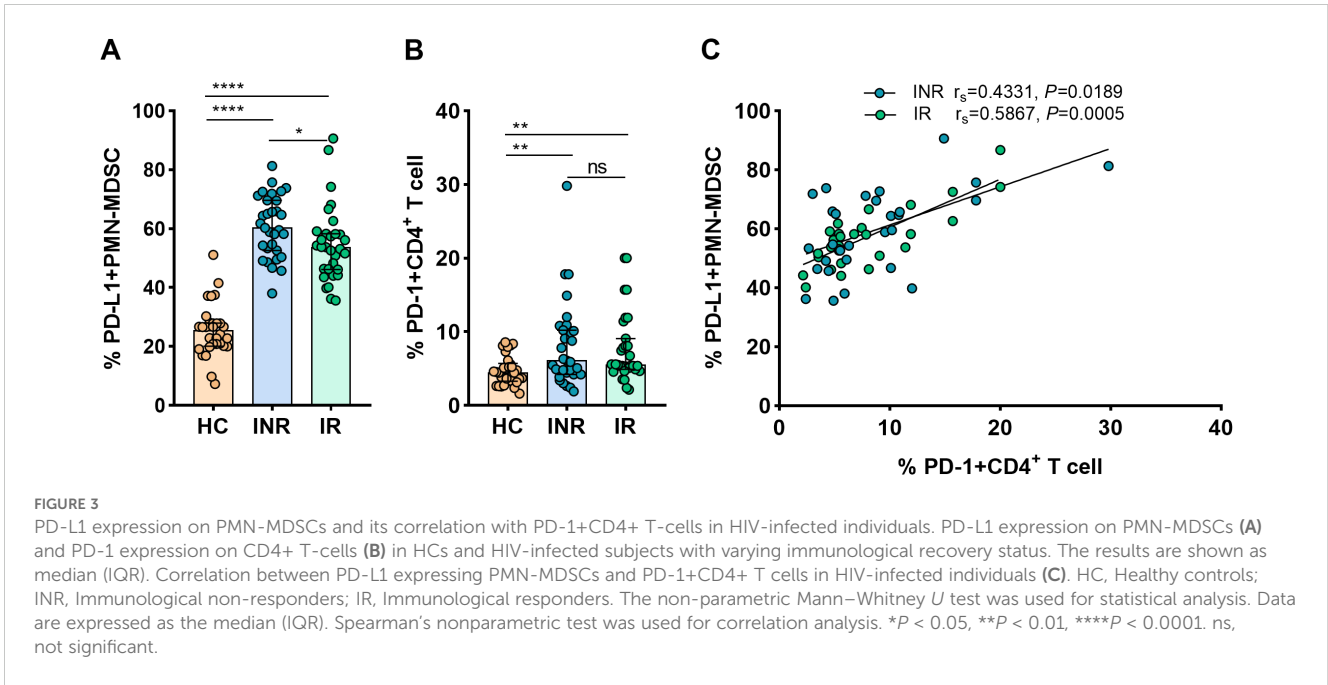 A
B
C
****
****
*
% PD-L1+PMN-MDSC
100
80
60
40
20
0
HC INR IR
**
**
ns
% PD-1+CD4⁺ T cell
40
30
20
10
0
HC INR IR
INR rₛ=0.4331, P=0.0189
IR rₛ=0.5867, P=0.0005
% PD-L1+PMN-MDSC
100
80
60
40
20
0
0 10 20 30 40
% PD-1+CD4⁺ T cell
FIGURE 3
PD-L1 expression on PMN-MDSCs and its correlation with PD-1+CD4+ T-cells in HIV-infected individuals. PD-L1 expression on PMN-MDSCs (A)
and PD-1 expression on CD4+ T-cells (B) in HCs and HIV-infected subjects with varying immunological recovery status. The results are shown as
median (IQR). Correlation between PD-L1 expressing PMN-MDSCs and PD-1+CD4+ T cells in HIV-infected individuals (C). HC, Healthy controls;
INR, Immunological non-responders; IR, Immunological responders. The non-parametric Mann–Whitney U test was used for statistical analysis. Data
are expressed as the median (IQR). Spearman's nonparametric test was used for correlation analysis. *P < 0.05, **P < 0.01, ****P < 0.0001. ns,
not significant.